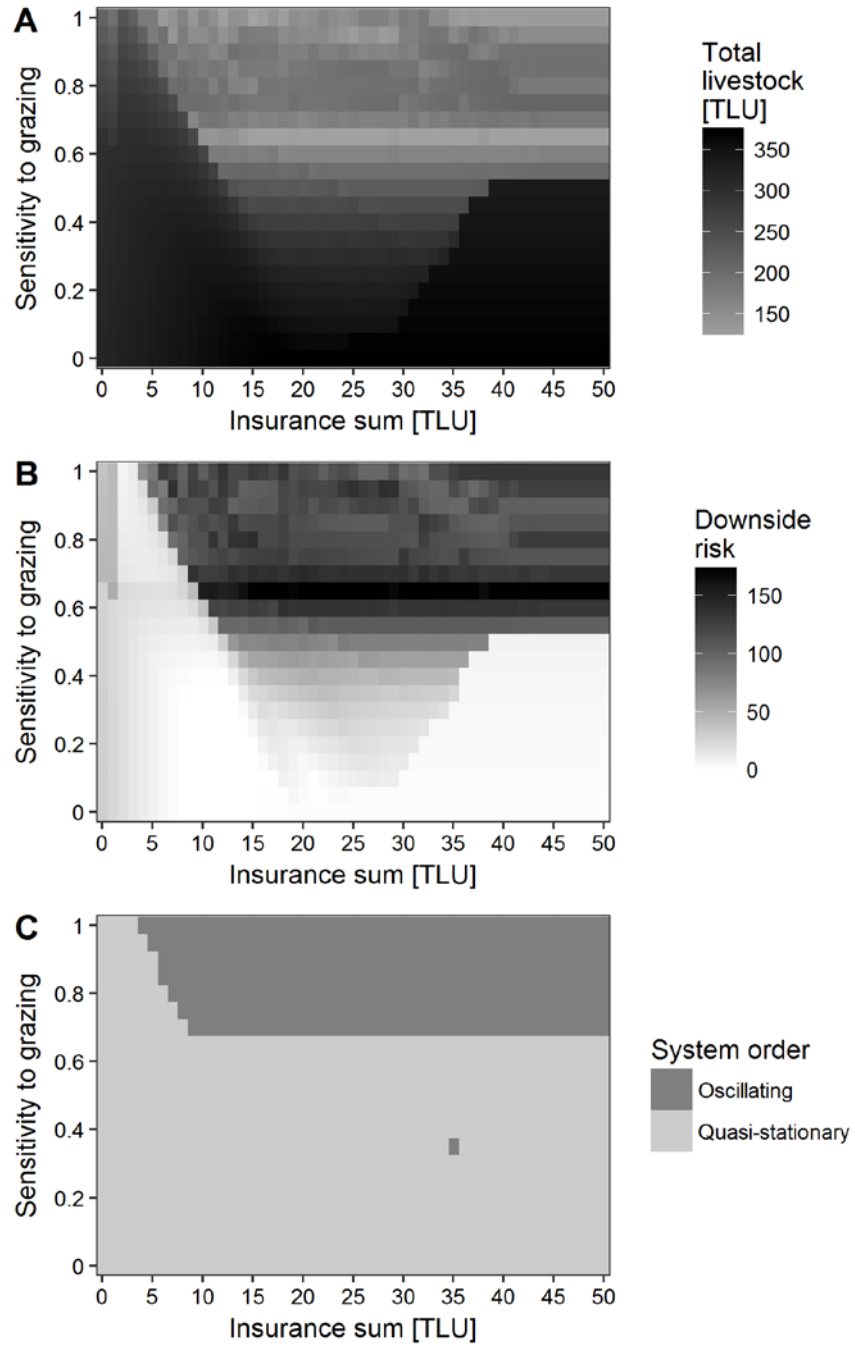 A
1
0.8
0.6
0.4
0.2
0
Sensitivity to grazing
0 5 10 15 20 25 30 35 40 45 50
Insurance sum [TLU]
Total
livestock
[TLU]
350
300
250
200
150
B
1
0.8
0.6
0.4
0.2
0
Sensitivity to grazing
0 5 10 15 20 25 30 35 40 45 50
Insurance sum [TLU]
Downside
risk
150
100
50
0
C
1
0.8
0.6
0.4
0.2
0
Sensitivity to grazing
0 5 10 15 20 25 30 35 40 45 50
Insurance sum [TLU]
System order
Oscillating
Quasi-stationary